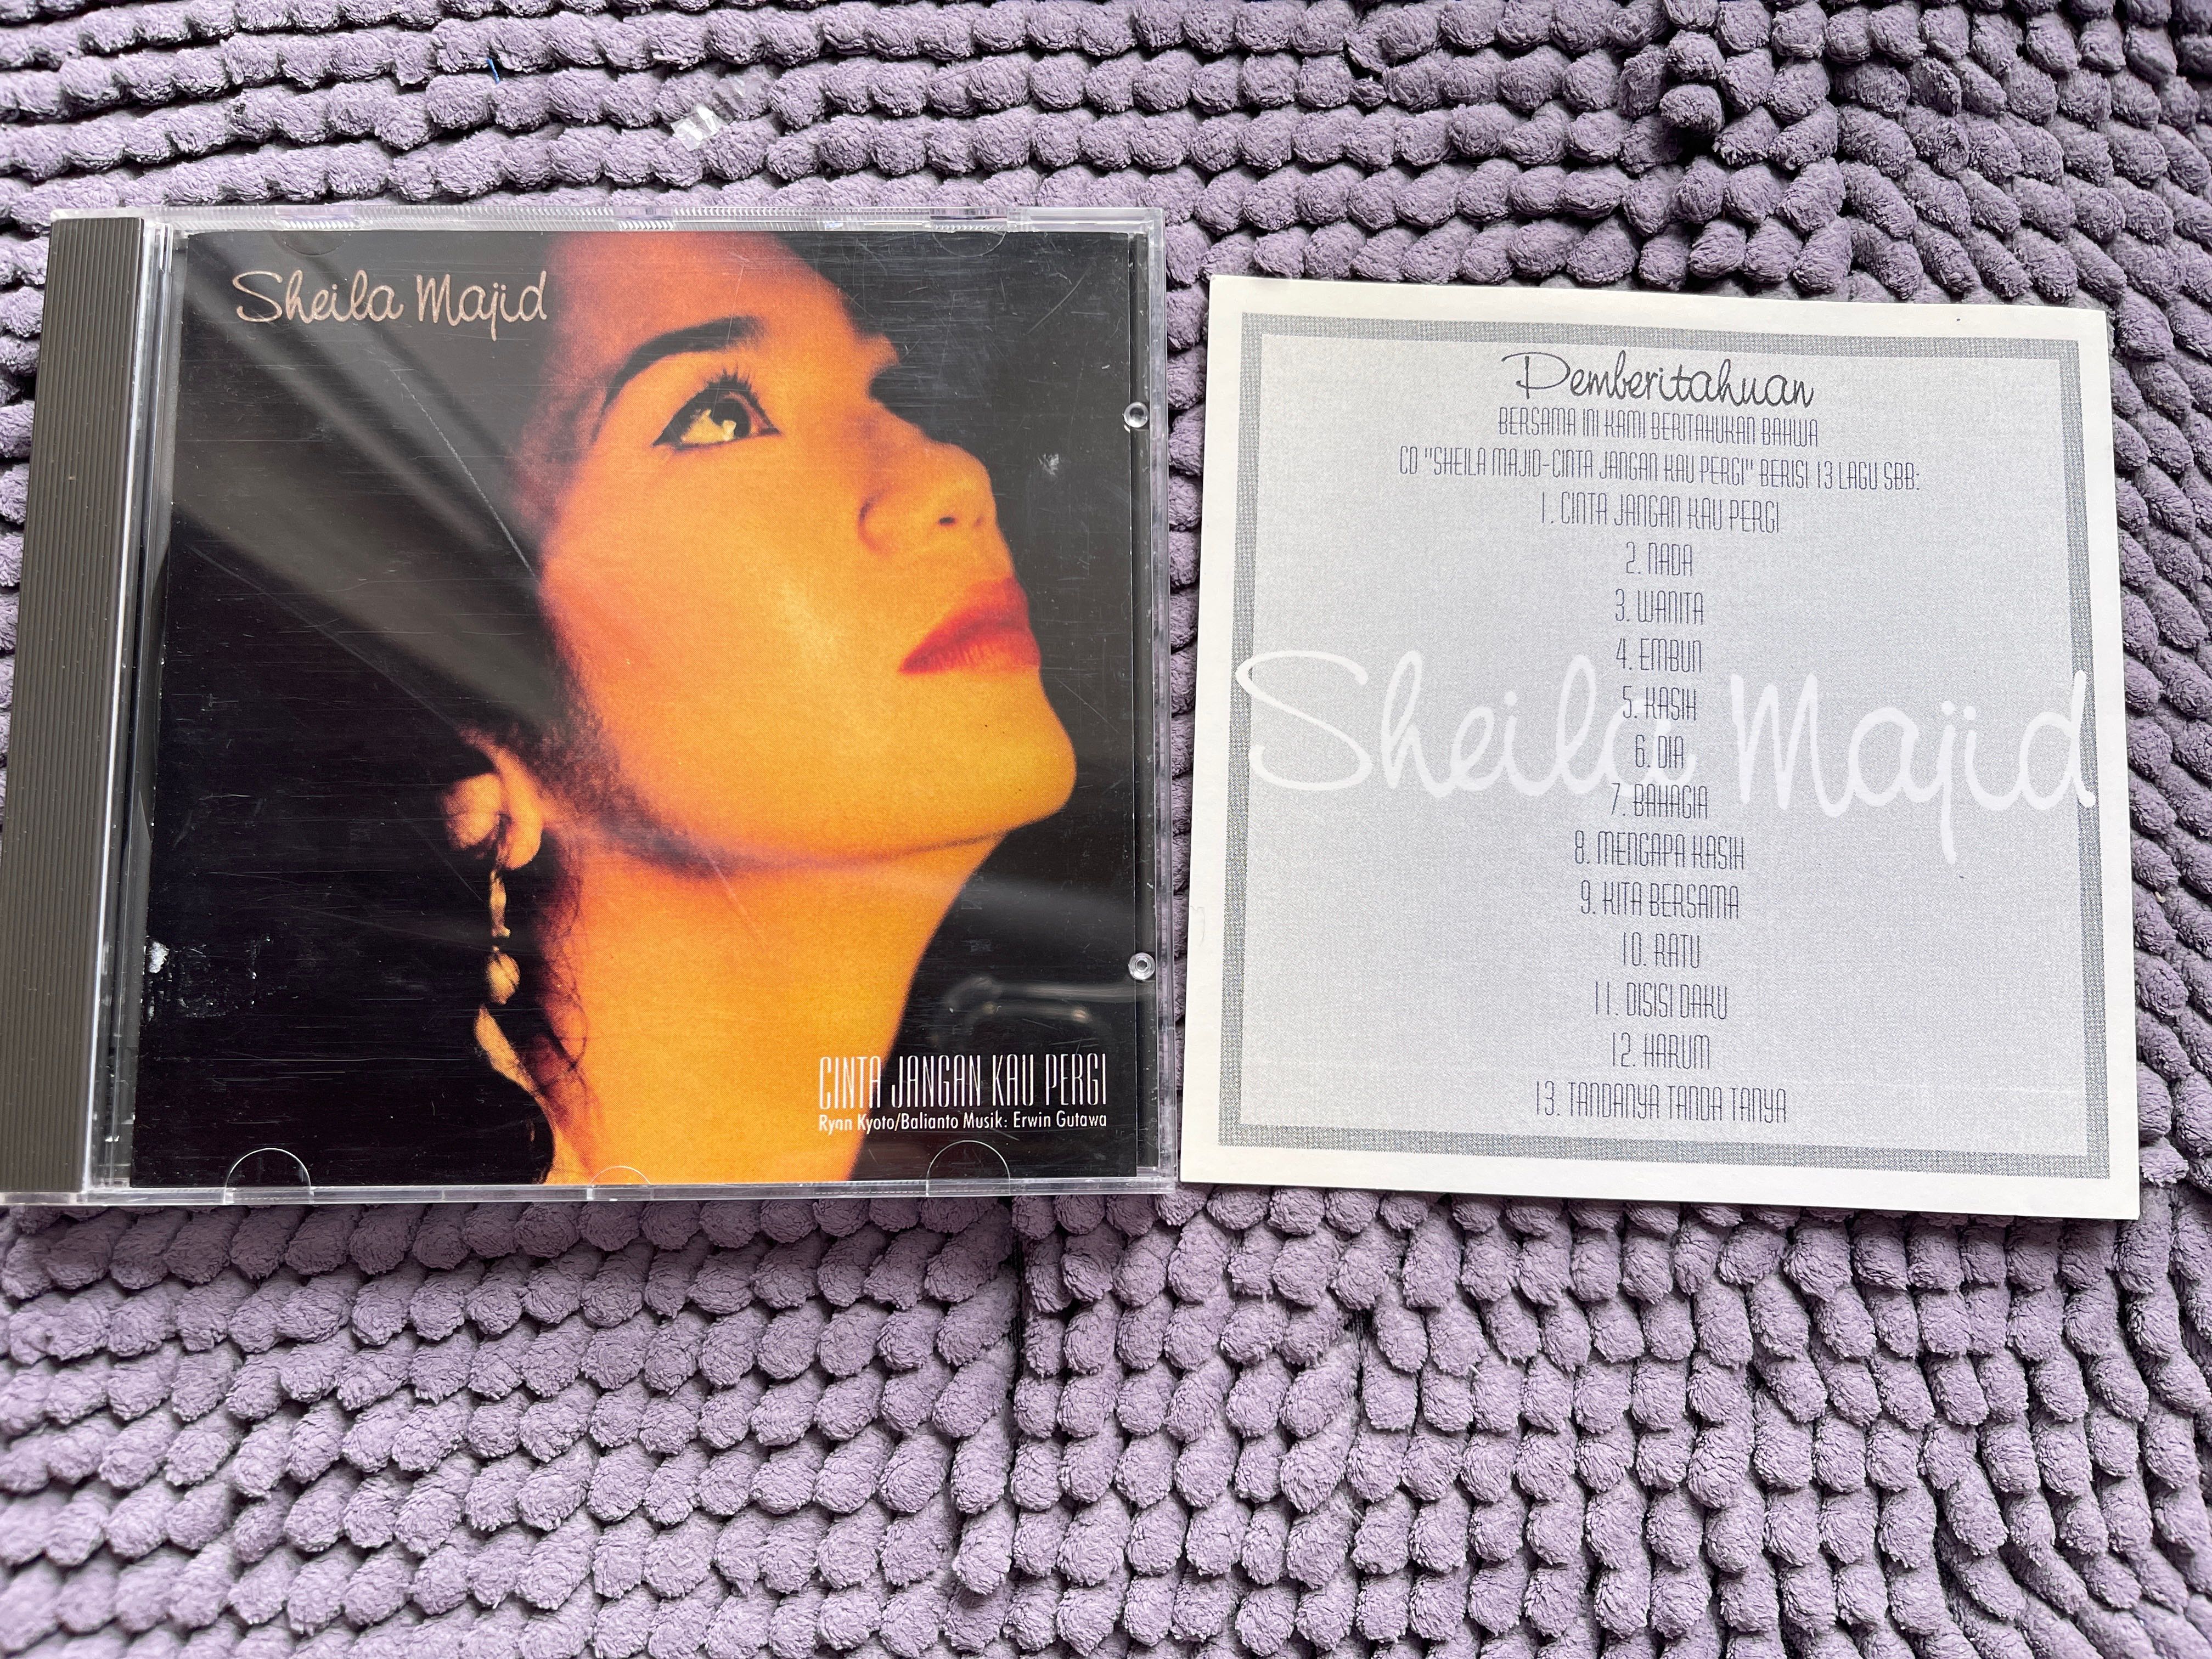 Sheila Majid
CINTA JANGAN KAU PERGI
Rynn Kyoto/Balianto Musik: Erwin Gutawa
Pemberitahuan
BERSAMA INI KAMI BERITAHUKAN BAHWA
CD "SHEILA MAJID-CINTA JANGAN KAU PERGI" BERISI 13 LAGU SBB:
1. CINTA JANGAN KAU PERGI
2. NADA
3. WANITA
4. EMBUN
5. KASIH
6. DIA
7. BAHAGIA
8. MENGAPA KASIH
9. KITA BERSAMA
10. RATU
11. DISISI DAKU
12. HARUM
13. TANDANYA TANDA TANYA
Sheila Majid